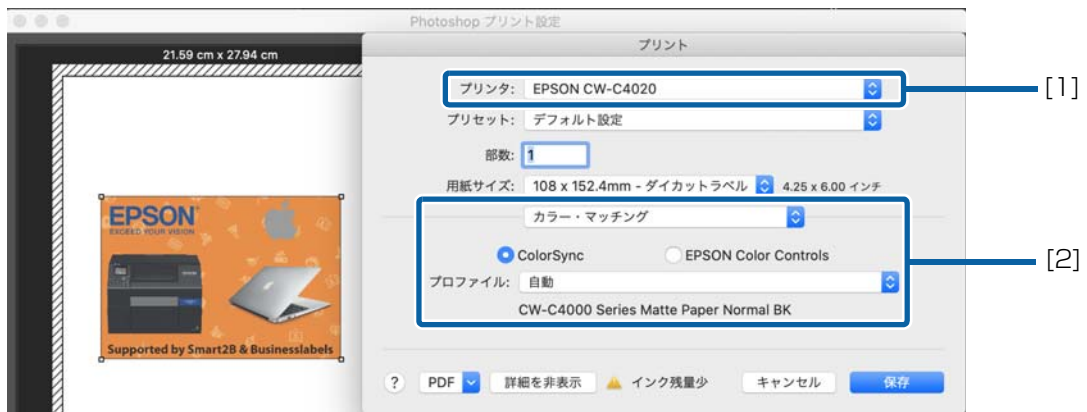 Photoshop プリント設定
21.59 cm x 27.94 cm
プリント
プリンタ: EPSON CW-C4020
[1]
プリセット: デフォルト設定
部数: 1
用紙サイズ: 108 x 152.4mm - ダイカットラベル 4.25 x 6.00 インチ
カラー・マッチング
ColorSync EPSON Color Controls
[2]
プロファイル: 自動
CW-C4000 Series Matte Paper Normal BK
EPSON
EXCEED YOUR VISION
Supported by Smart2B & Businesslabels
? PDF 詳細を非表示 インク残量少 キャンセル 保存